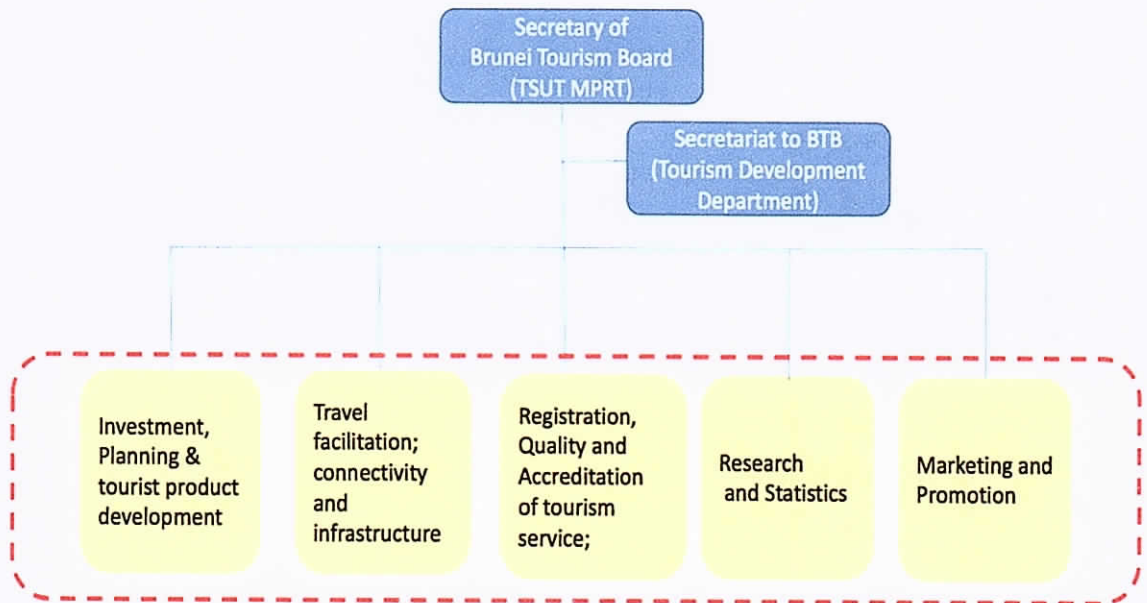 Secretary of
Brunei Tourism Board
(TSUT MPRT)
Secretariat to BTB
(Tourism Development
Department)
Investment,
Planning &
tourist product
development
Travel
facilitation;
connectivity
and
infrastructure
Registration,
Quality and
Accreditation
of tourism
service;
Research
and Statistics
Marketing and
Promotion